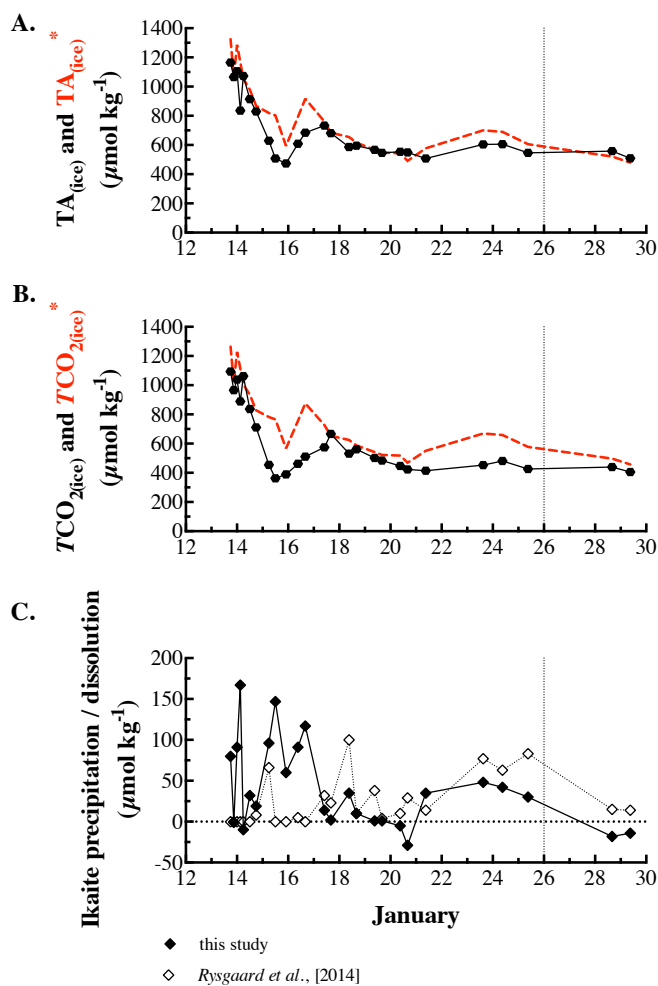 A.
TA(ice) and TA(ice)*
(µmol kg-1)
1400
1200
1000
800
600
400
200
0
12 14 16 18 20 22 24 26 28 30
B.
TCO2(ice) and TCO2(ice)*
(µmol kg-1)
1400
1200
1000
800
600
400
200
0
12 14 16 18 20 22 24 26 28 30
C.
Ikaite precipitation / dissolution
(µmol kg-1)
200
150
100
50
0
-50
12 14 16 18 20 22 24 26 28 30
January
this study
Rysgaard et al., [2014]